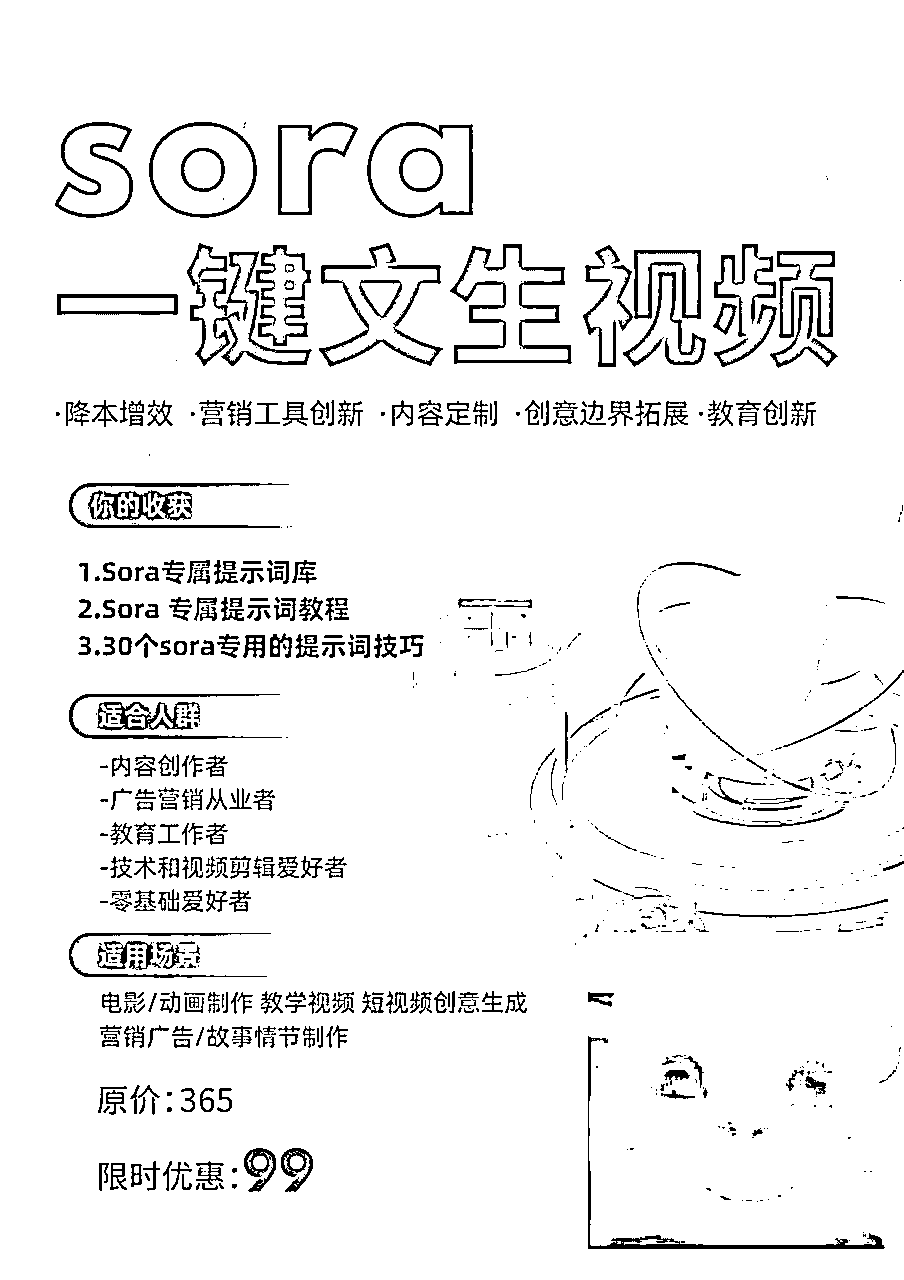 sora
一键文生视频
·降本增效 ·营销工具创新 ·内容定制 ·创意边界拓展 ·教育创新
你的收获
1.Sora专属提示词库
2.Sora 专属提示词教程
3.30个sora专用的提示词技巧
适合人群
-内容创作者
-广告营销从业者
-教育工作者
-技术和视频剪辑爱好者
-零基础爱好者
适用场景
电影/动画制作 教学视频 短视频创意生成
营销广告/故事情节制作
原价:365
限时优惠:99